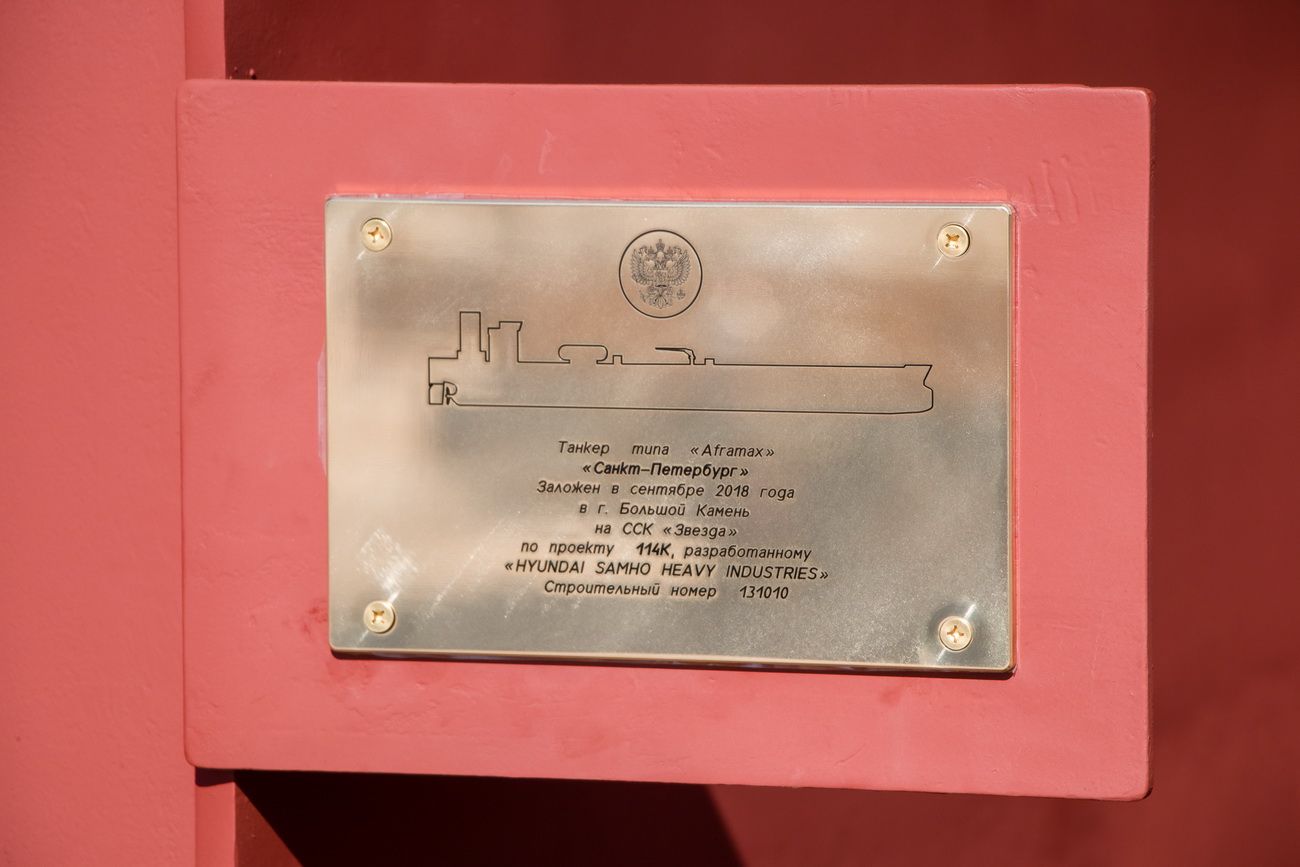 Танкер типа «Aframax»
«Санкт-Петербург»
Заложен в сентябре 2018 года
в г. Большой Камень
на ССК «Звезда»
по проекту 114K, разработанному
«HYUNDAI SAMHO HEAVY INDUSTRIES»
Строительный номер 131010